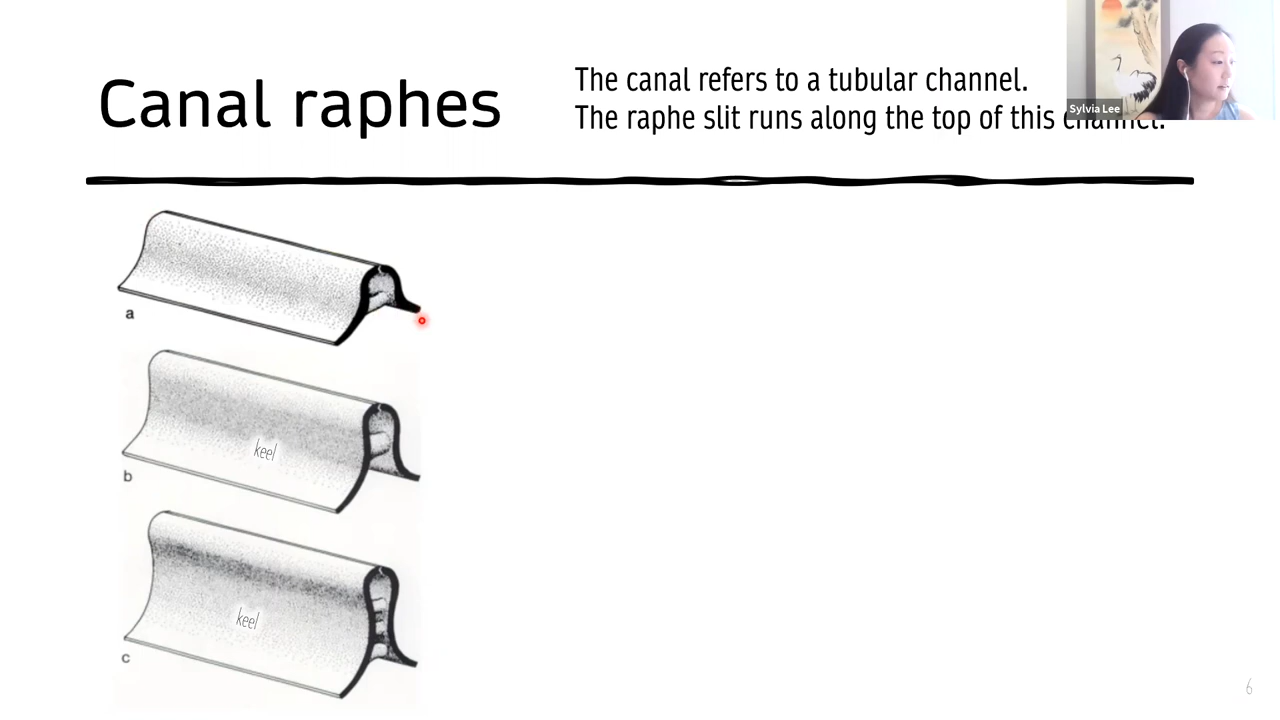 Canal raphes
The canal refers to a tubular channel.
The raphe slit runs along the top of this channel.
Sylvia Lee
a
keel
b
keel
c
6